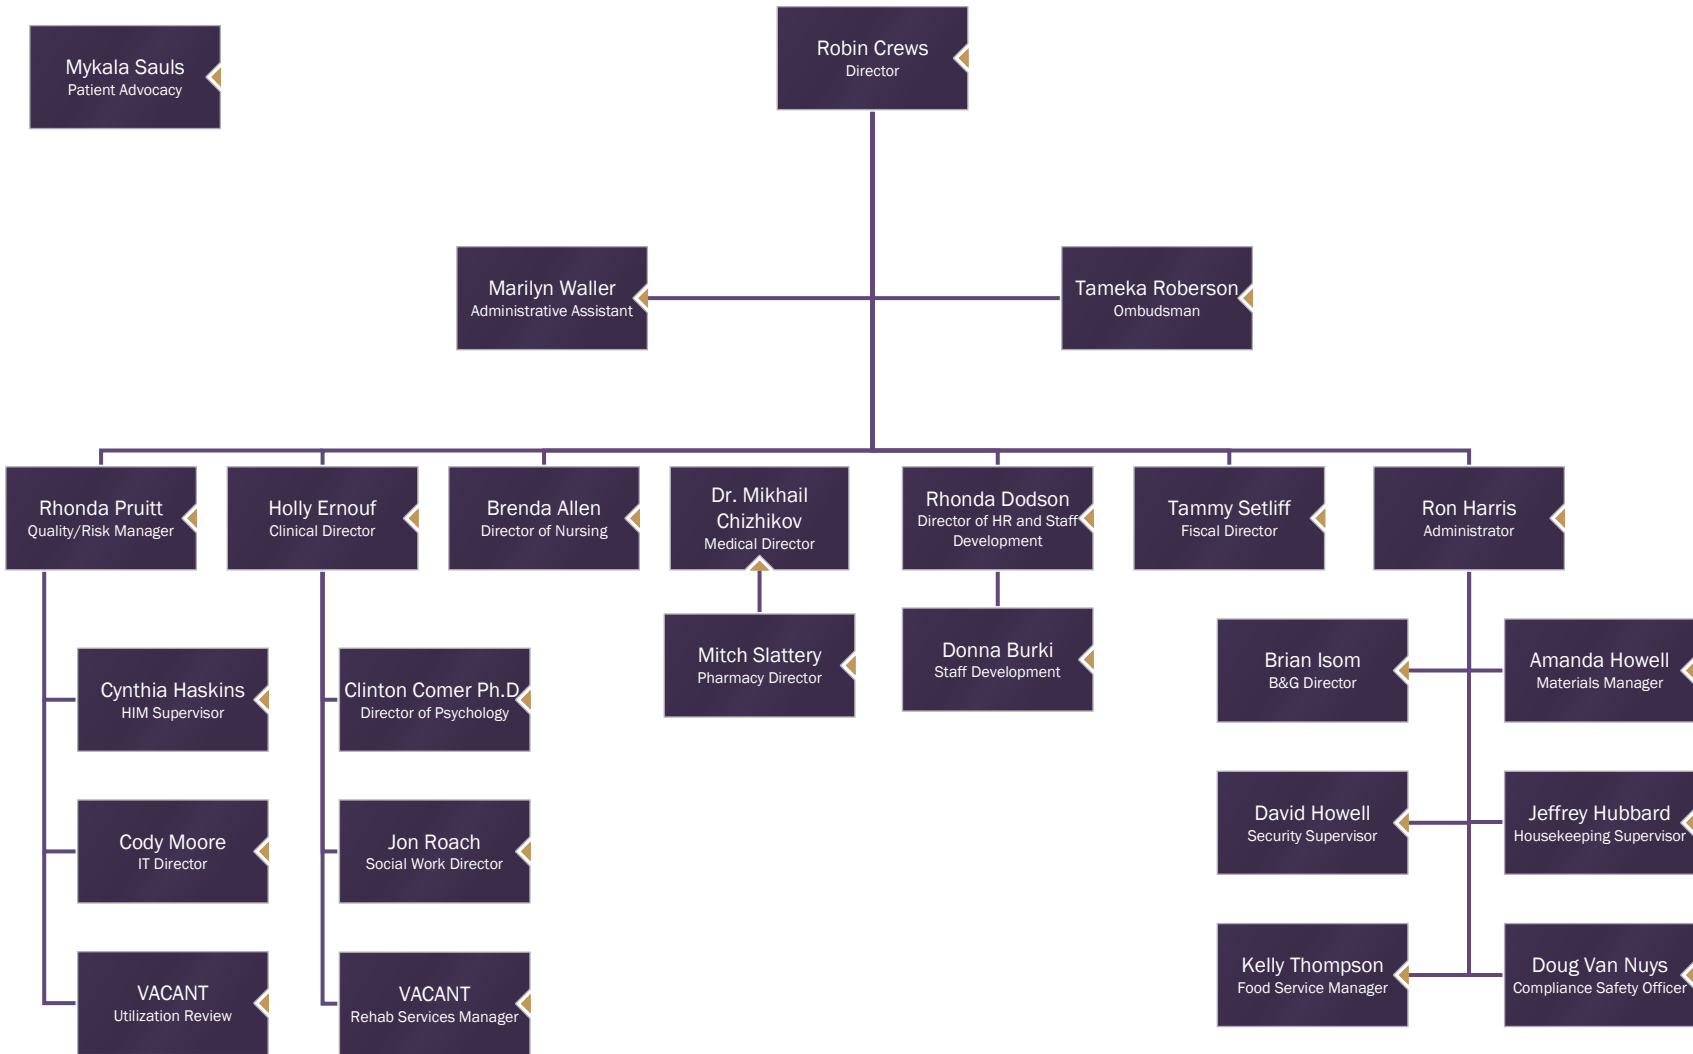 Mykala Sauls
Patient Advocacy
Robin Crews
Director
Marilyn Waller
Administrative Assistant
Tameka Roberson
Ombudsman
Rhonda Pruitt
Quality/Risk Manager
Holly Ernouf
Clinical Director
Brenda Allen
Director of Nursing
Dr. Mikhail
Chizhikov
Medical Director
Rhonda Dodson
Director of HR and Staff
Development
Tammy Setliff
Fiscal Director
Ron Harris
Administrator
Cynthia Haskins
HIM Supervisor
Cody Moore
IT Director
VACANT
Utilization Review
Clinton Comer Ph.D
Director of Psychology
Jon Roach
Social Work Director
VACANT
Rehab Services Manager
Mitch Slattery
Pharmacy Director
Donna Burki
Staff Development
Brian Isom
B&G Director
Amanda Howell
Materials Manager
David Howell
Security Supervisor
Jeffrey Hubbard
Housekeeping Supervisor
Kelly Thompson
Food Service Manager
Doug Van Nuys
Compliance Safety Officer